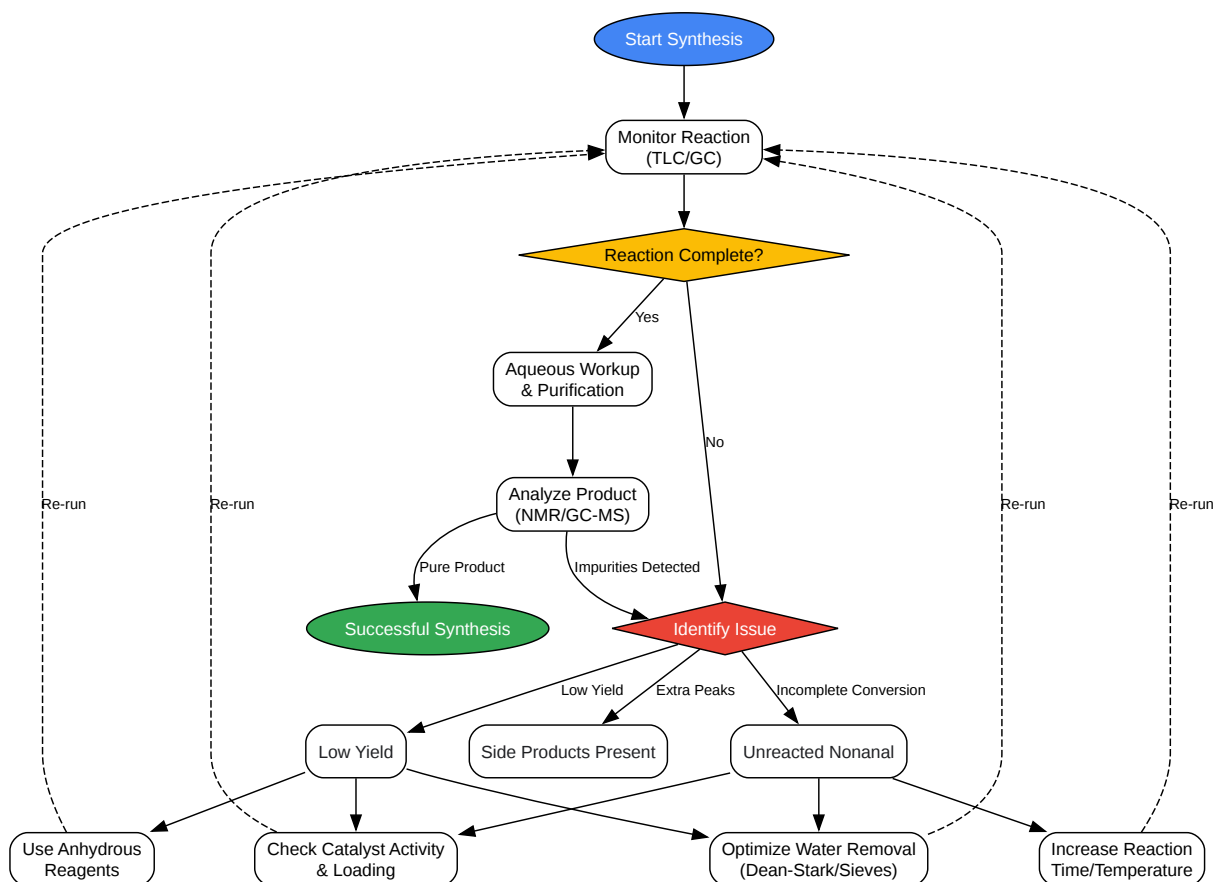 Start Synthesis
Monitor Reaction
(TLC/GC)
Reaction Complete?
Yes
Aqueous Workup
& Purification
No
Re-run
Re-run
Analyze Product
(NMR/GC-MS)
Re-run
Re-run
Pure Product
Impurities Detected
Successful Synthesis
Identify Issue
Low Yield
Extra Peaks
Incomplete Conversion
Low Yield
Side Products Present
Unreacted Nonanal
Use Anhydrous
Reagents
Check Catalyst Activity
& Loading
Optimize Water Removal
(Dean-Stark/Sieves)
Increase Reaction
Time/Temperature